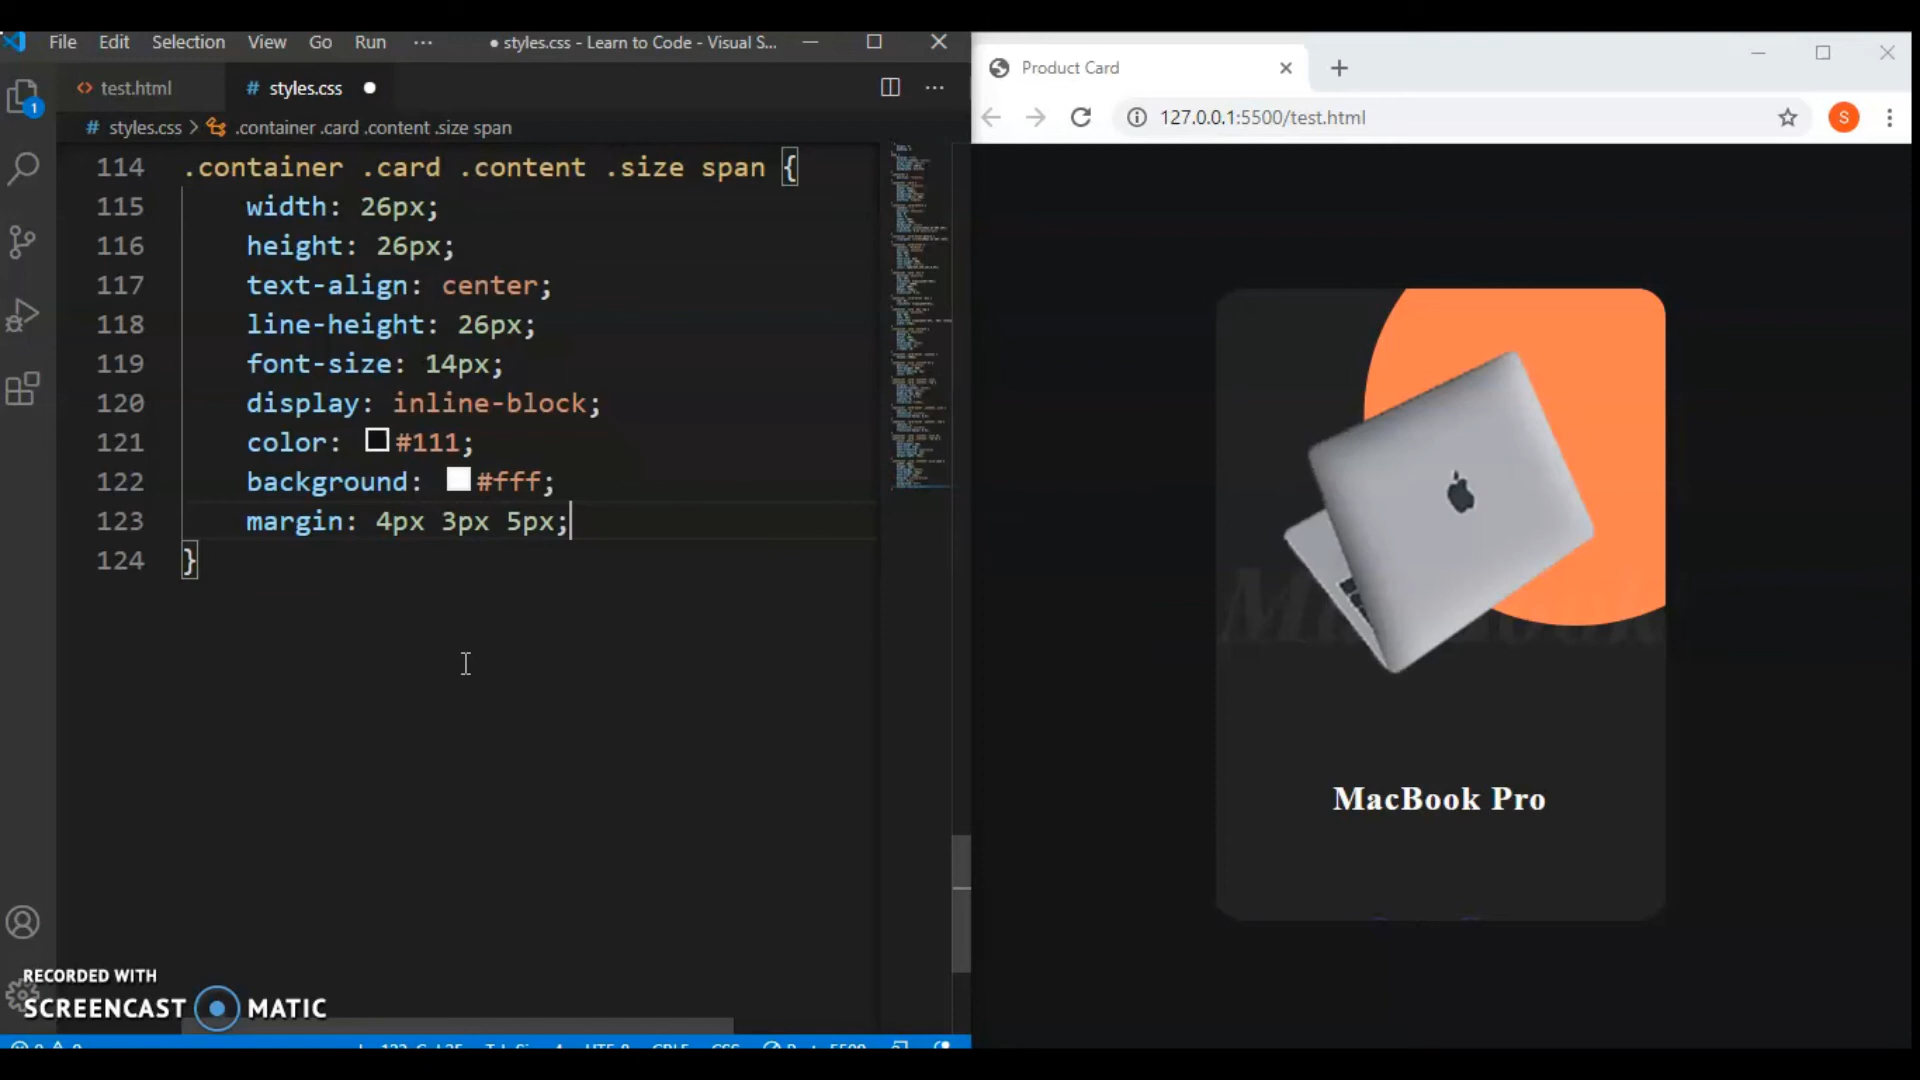 File Edit Selection View Go Run ··· ● styles.css - Learn to Code - Visual S...
test.html
# styles.css ●
# styles.css > .container .card .content .size span
114 .container .card .content .size span {
115 width: 26px;
116 height: 26px;
117 text-align: center;
118 line-height: 26px;
119 font-size: 14px;
120 display: inline-block;
121 color: #111;
122 background: #fff;
123 margin: 4px 3px 5px;
124 }
1
RECORDED WITH
SCREENCAST MATIC
Product Card
127.0.0.1:5500/test.html
S
MacBook
MacBook Pro